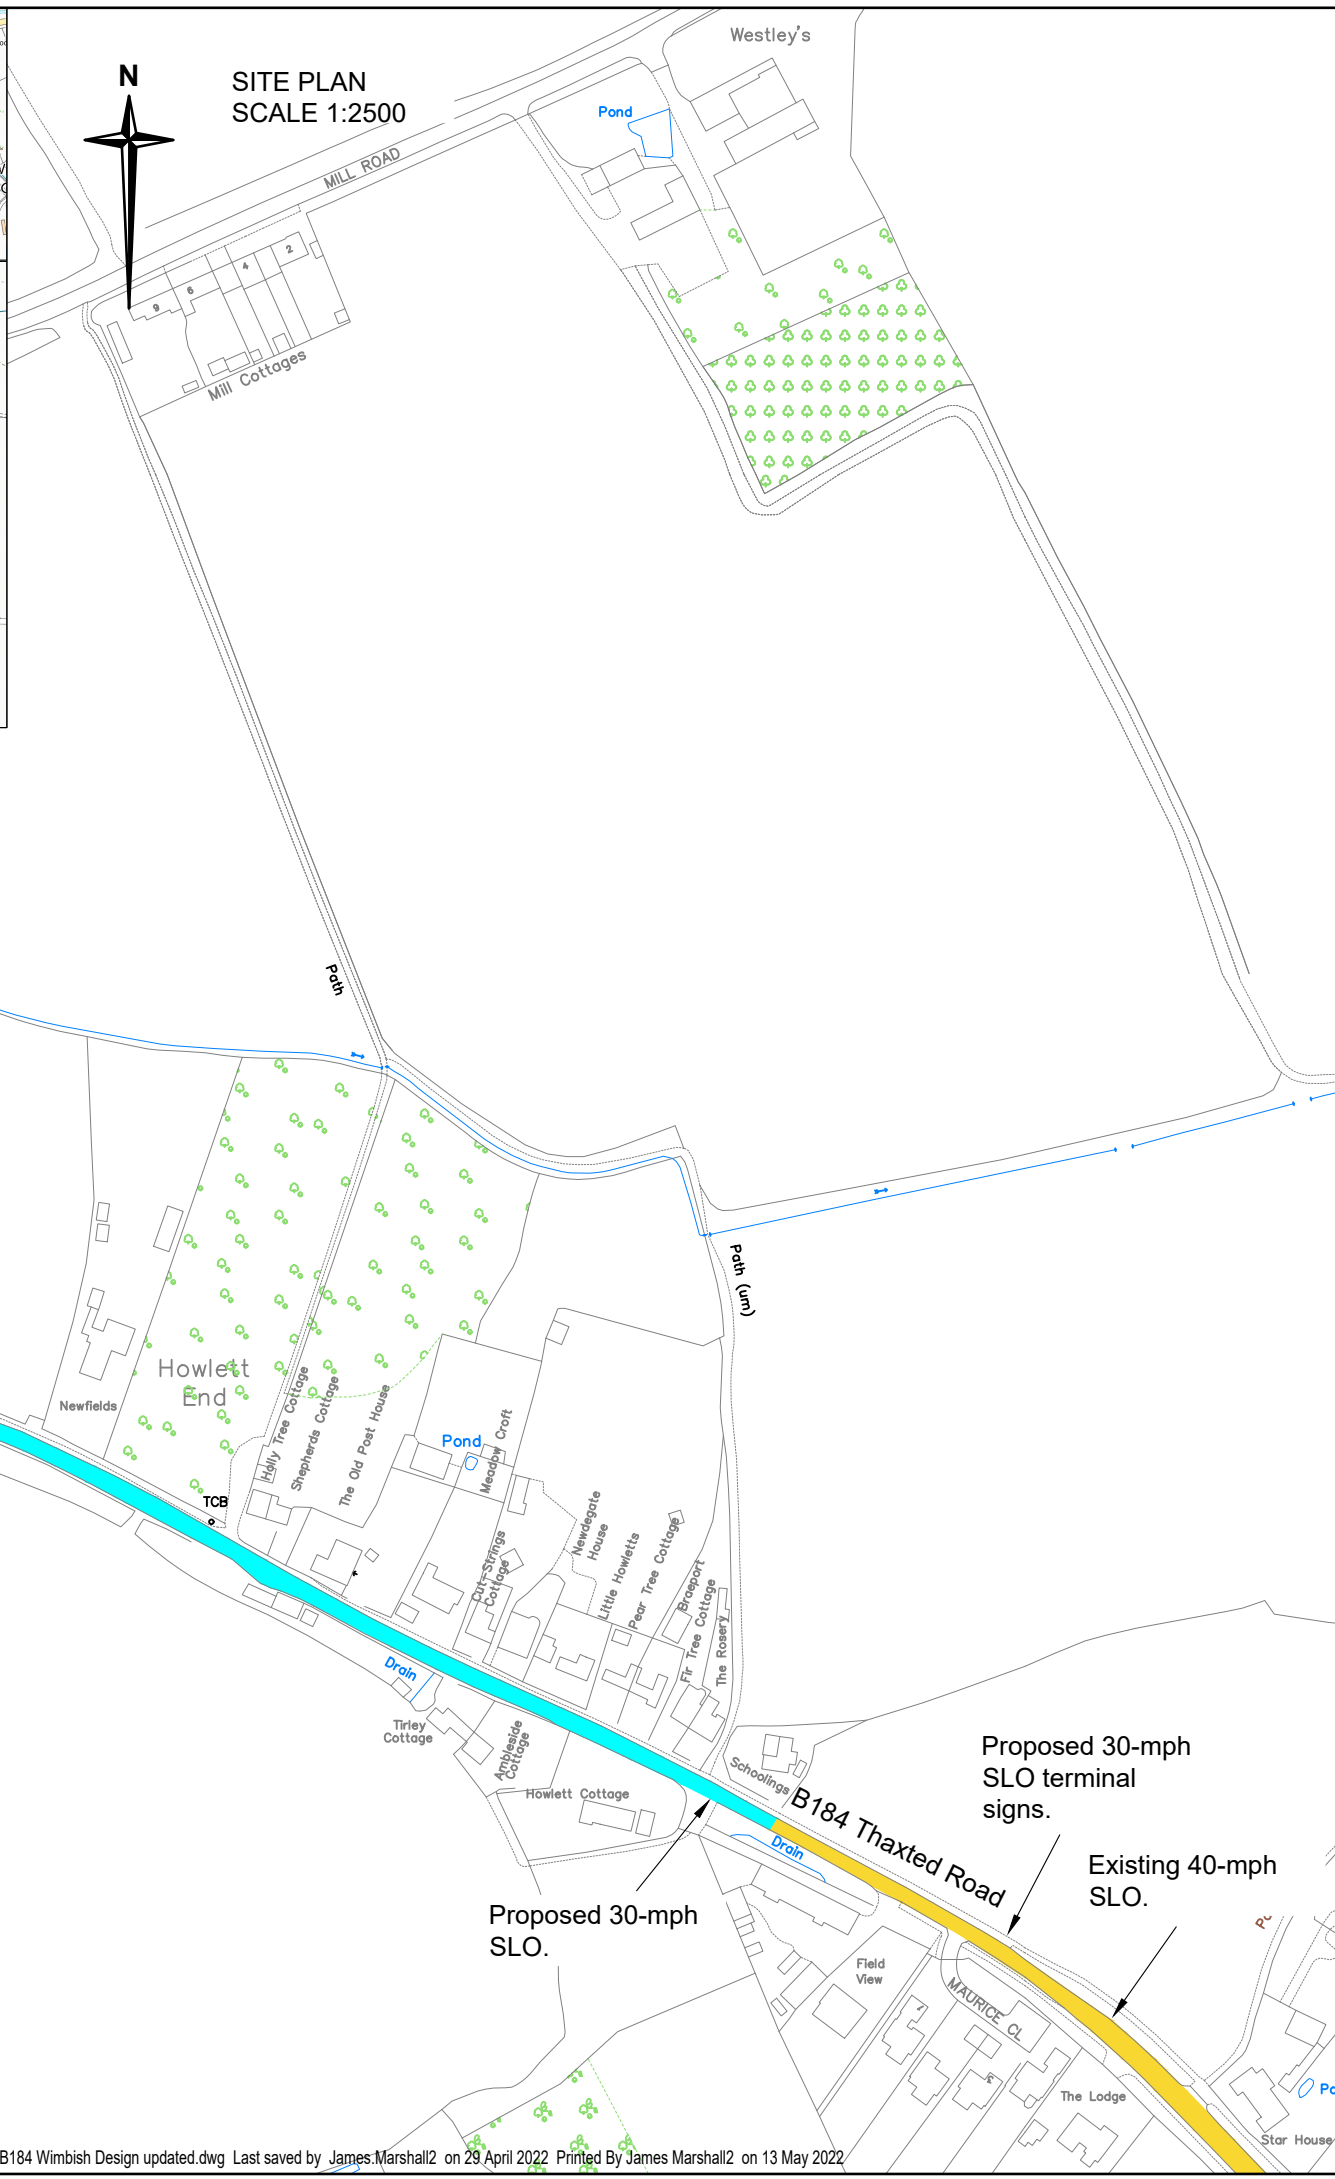 Westley's
N
SITE PLAN
SCALE 1:2500
Pond
MILL ROAD
2
4
6
9
Mill Cottages
Path
Path (um)
Howlett
End
Newfields
Holly Tree Cottage
Shepherds Cottage
The Old Post House
Pond
Meadow Croft
TCB
Cut-Strings
Cottage
Newdegate
House
Little Howletts
Pear Tree Cottage
Braeport
Fir Tree Cottage
The Rosery
Drain
Tirley
Cottage
Ambleside
Cottage
Howlett Cottage
Schoolings
B184 Thaxted Road
Drain
Proposed 30-mph
SLO terminal
signs.
Existing 40-mph
SLO.
Proposed 30-mph
SLO.
Field
View
MAURICE CL
7
The Lodge
Star House
B184 Wimbish Design updated.dwg Last saved by James.Marshall2 on 29 April 2022 Printed By James Marshall2 on 13 May 2022